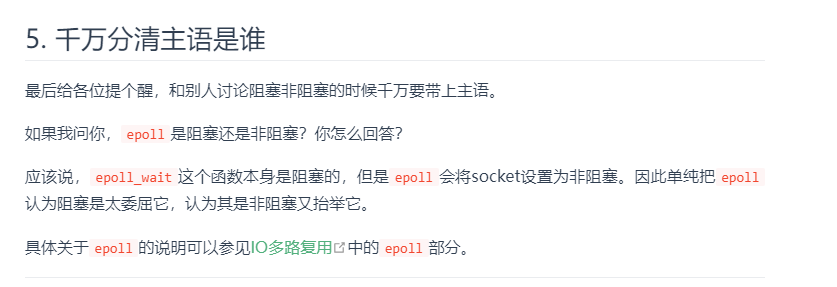 5. 千万分清主语是谁
最后给各位提个醒，和别人讨论阻塞非阻塞的时候千万要带上主语。
如果我问你， epoll 是阻塞还是非阻塞？你怎么回答？
应该说， epoll_wait 这个函数本身是阻塞的，但是 epoll 会将socket设置为非阻塞。因此单纯把 epoll
认为阻塞是太委屈它，认为其是非阻塞又抬举它。
具体关于 epoll 的说明可以参见IO多路复用中的 epoll 部分。